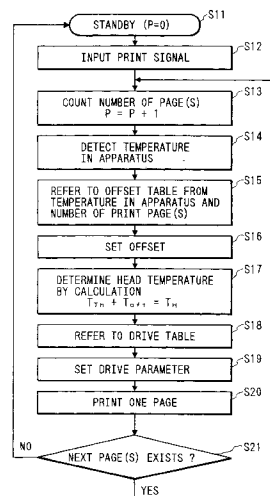 S11
STANDBY (P=0)
S12
INPUT PRINT SIGNAL
S13
COUNT NUMBER OF PAGE(S)
P = P + 1
S14
DETECT TEMPERATURE
IN APPARATUS
S15
REFER TO OFFSET TABLE FROM
TEMPERATURE IN APPARATUS AND
NUMBER OF PRINT PAGE(S)
S16
SET OFFSET
S17
DETERMINE HEAD TEMPERATURE
BY CALCULATION
TTh + Toff = TH
S18
REFER TO DRIVE TABLE
S19
SET DRIVE PARAMETER
S20
PRINT ONE PAGE
S21
NEXT PAGE(S) EXISTS ?
NO
YES